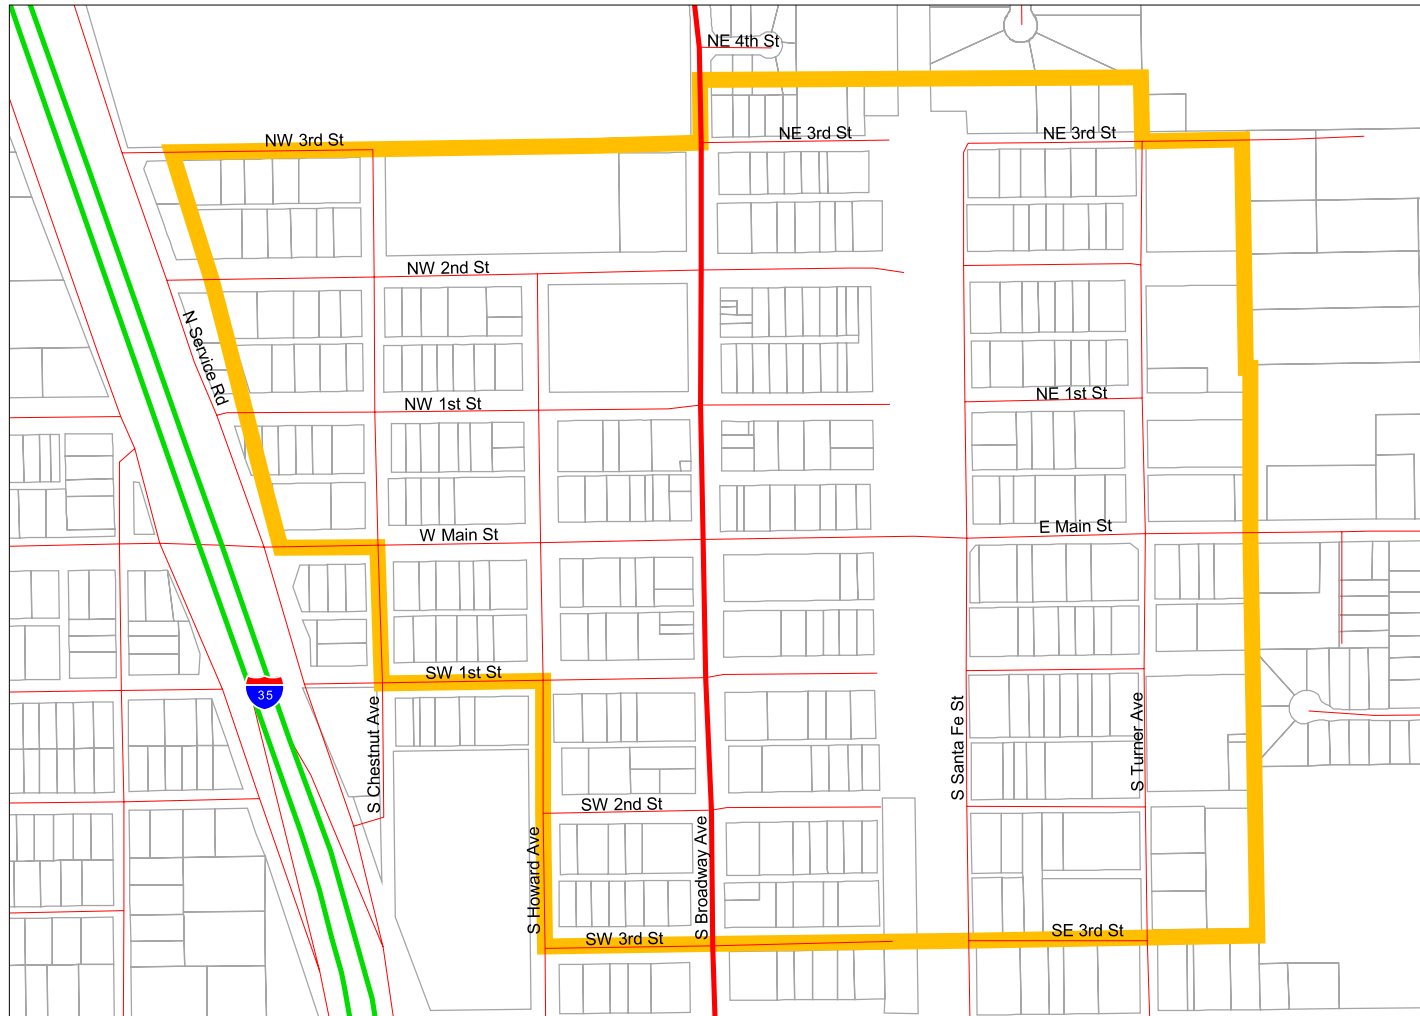 NE 4th St
NW 3rd St
NE 3rd St
NE 3rd St
NW 2nd St
N Service Rd
NW 1st St
NE 1st St
W Main St
E Main St
SW 1st St
35
S Chestnut Ave
S Santa Fe St
S Turner Ave
SW 2nd St
S Howard Ave
S Broadway Ave
SW 3rd St
SE 3rd St